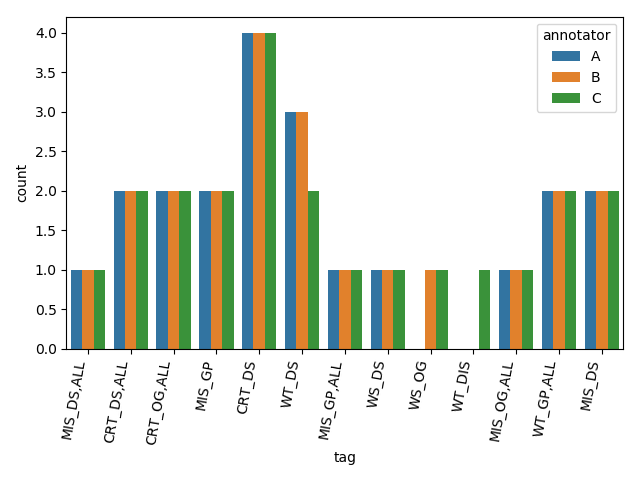 annotator
A
B
C
count
4.0
3.5
3.0
2.5
2.0
1.5
1.0
0.5
0.0
MIS_DS,ALL
CRT_DS,ALL
CRT_OG,ALL
MIS_GP
CRT_DS
WT_DS
MIS_GP,ALL
WS_DS
WS_OG
WT_DIS
MIS_OG,ALL
WT_GP,ALL
MIS_DS
tag